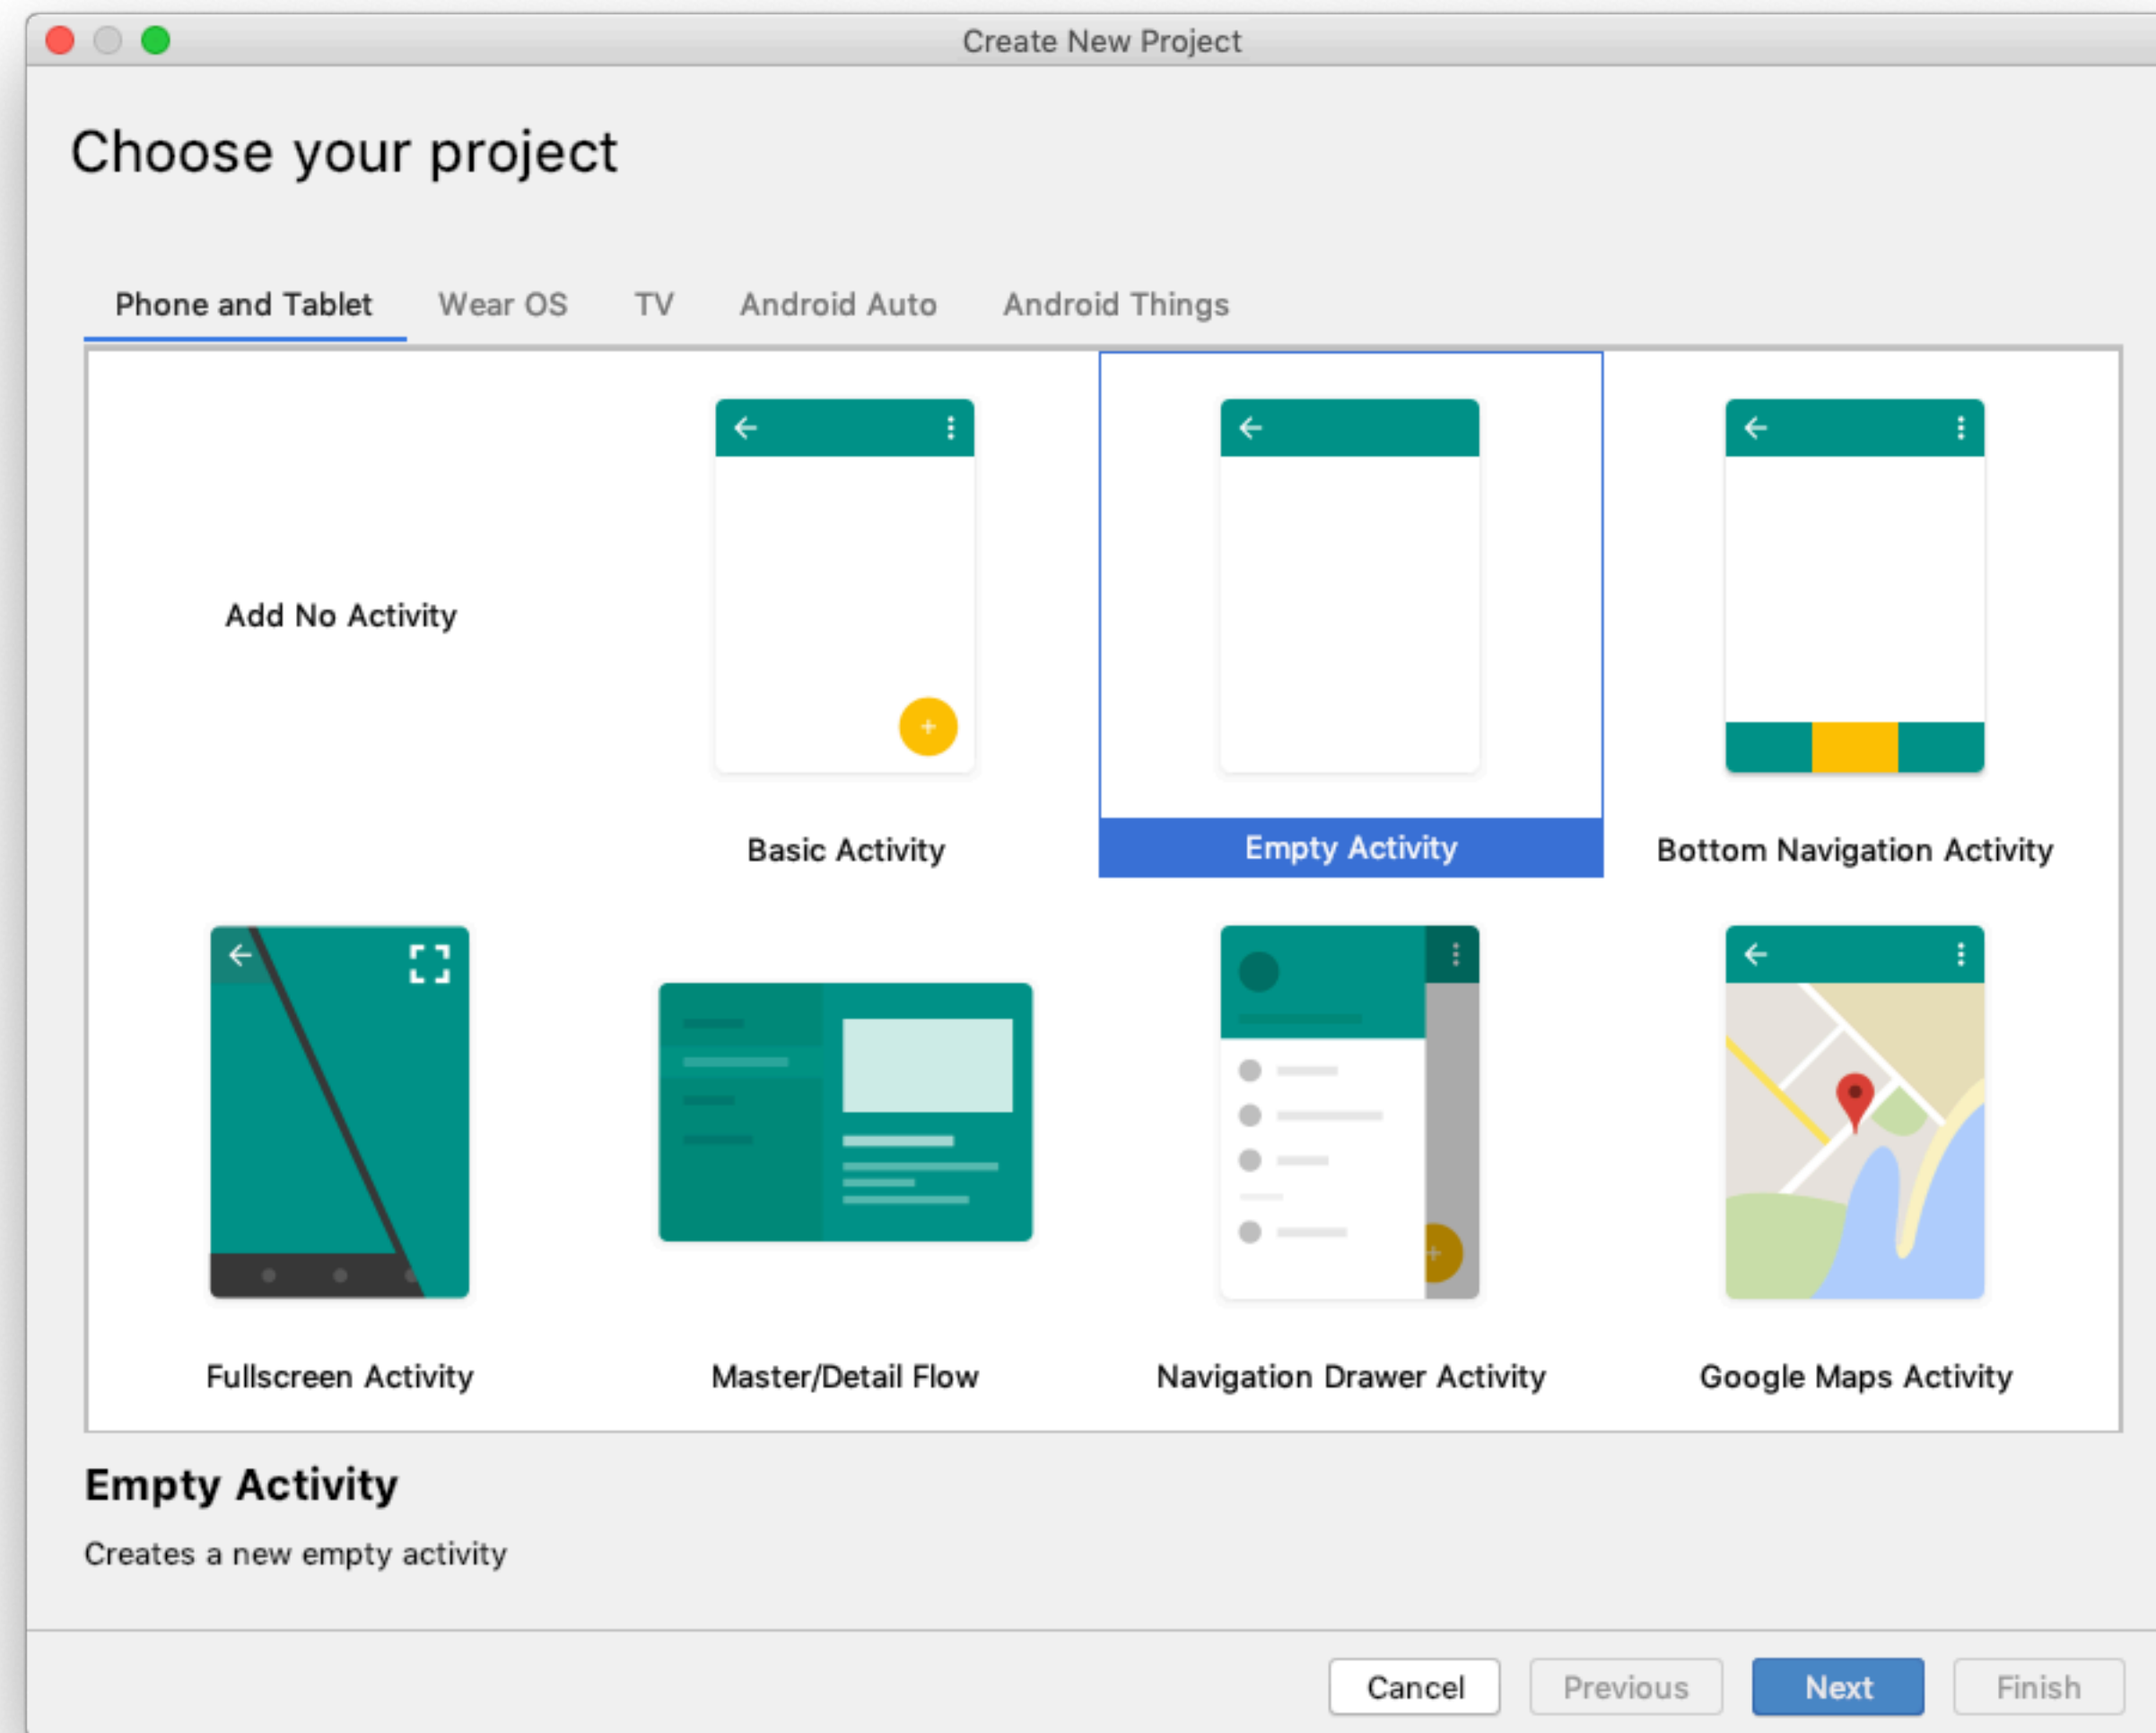 Create New Project
Choose your project
Phone and Tablet Wear OS TV Android Auto Android Things
Add No Activity
Basic Activity
Empty Activity
Bottom Navigation Activity
Fullscreen Activity
Master/Detail Flow
Navigation Drawer Activity
Google Maps Activity
Empty Activity
Creates a new empty activity
Cancel Previous Next Finish